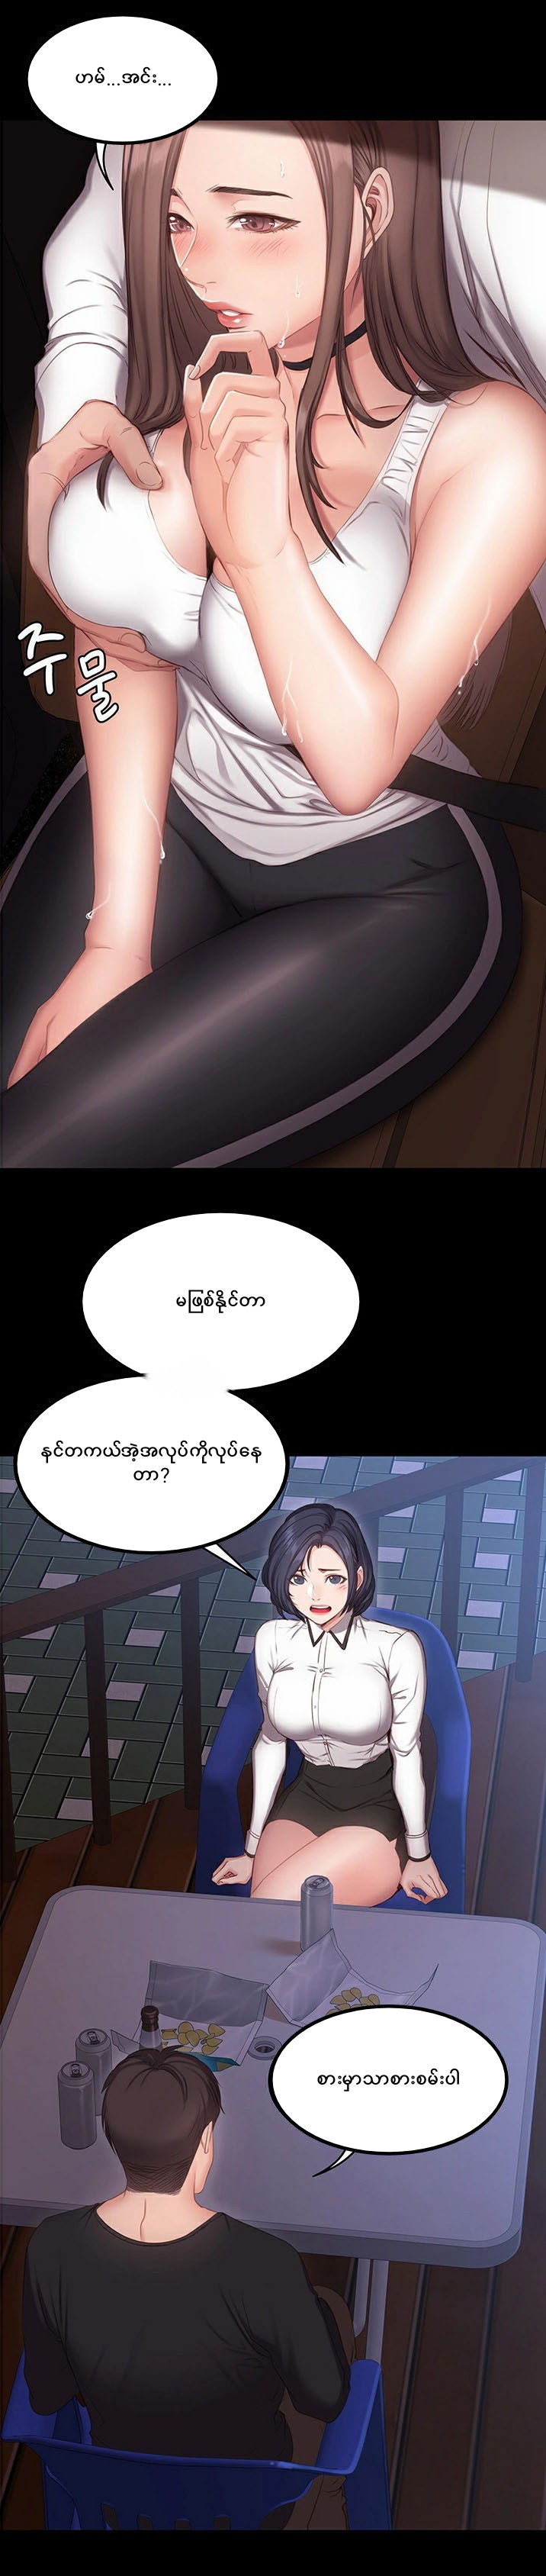 ဟမ်...အင်း...
주물
မဖြစ်နိုင်တာ
နင်တကယ်အဲ့အလုပ်ကိုလုပ်နေ
တာ?
စားမှာသာစားစမ်းပါ